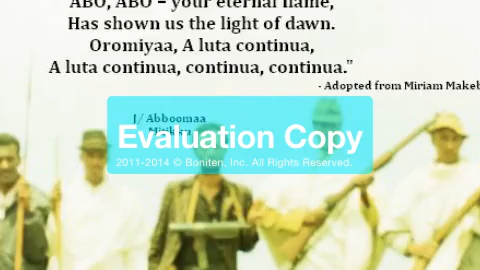 ABO, ABO – your eternal flame,
Has shown us the light of dawn.
Oromiyaa, A luta continua,
A luta continua, continua, continua."
- Adopted from Miriam Makeb
J/ Abboomaa
Evaluation Copy
2011-2014 © Boniten, Inc. All Rights Reserved.